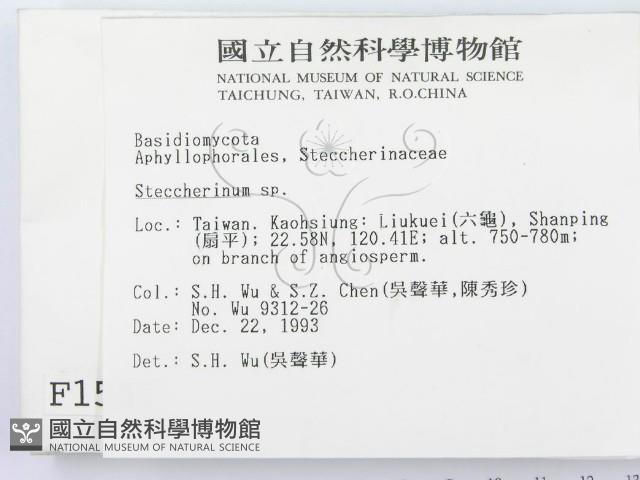 國立自然科學博物館
NATIONAL MUSEUM OF NATURAL SCIENCE
TAICHUNG, TAIWAN, R.O.CHINA
Basidiomycota
Aphyllophorales, Steccherinaceae
Steccherinum sp.
Loc.: Taiwan. Kaohsiung: Liukuei(六龜), Shanping
(扇平); 22.58N, 120.41E; alt. 750-780m;
on branch of angiosperm.
Col.: S.H. Wu & S.Z. Chen(吳聲華,陳秀珍)
No. Wu 9312-26
Date: Dec. 22, 1993
Det.: S.H. Wu(吳聲華)
F15
國立自然科學博物館
NATIONAL MUSEUM OF NATURAL SCIENCE
10 11 12 13